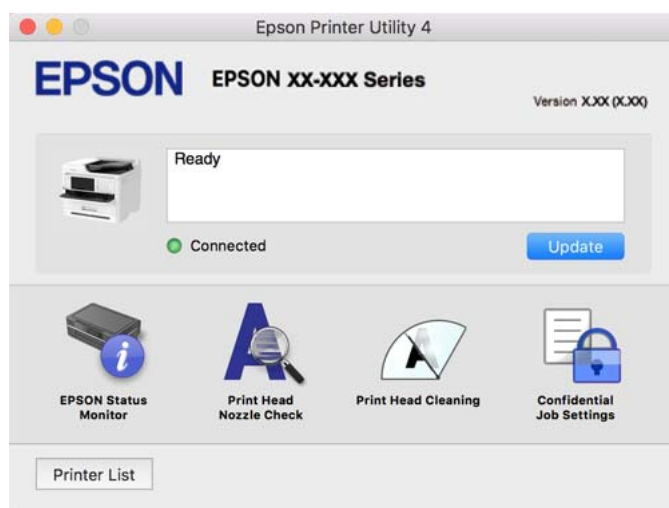 Epson Printer Utility 4
EPSON
EPSON XX-XXX Series
Version X.XX (X.XX)
Ready
Connected
Update
EPSON Status
Monitor
Print Head
Nozzle Check
Print Head Cleaning
Confidential
Job Settings
Printer List